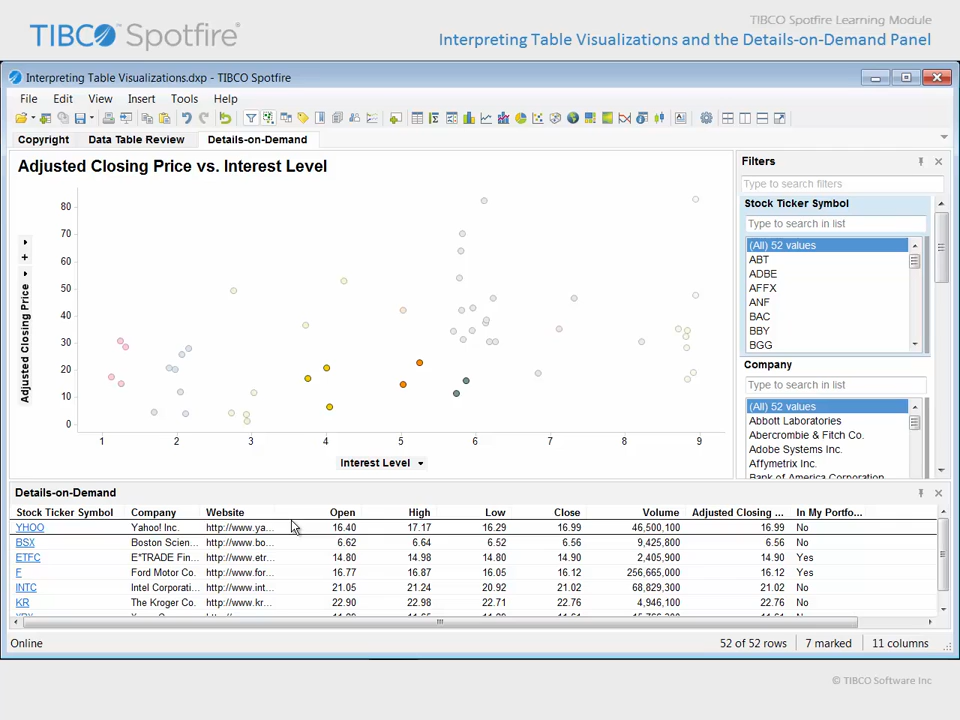 TIBCO Spotfire®
TIBCO Spotfire Learning Module
Interpreting Table Visualizations and the Details-on-Demand Panel
Interpreting Table Visualizations.dxp - TIBCO Spotfire
File Edit View Insert Tools Help
Copyright Data Table Review Details-on-Demand
Adjusted Closing Price vs. Interest Level
80
70
60
50
40
30
20
10
0
Adjusted Closing Price
1 2 3 4 5 6 7 8 9
Interest Level
Filters
Type to search filters
Stock Ticker Symbol
Type to search in list
(All) 52 values
ABT
ADBE
AFFX
ANF
BAC
BBY
BGG
Company
Type to search in list
(All) 52 values
Abbott Laboratories
Abercrombie & Fitch Co.
Adobe Systems Inc.
Affymetrix Inc.
Bank of America Corporation
Details-on-Demand
Stock Ticker Symbol Company Website Open High Low Close Volume Adjusted Closing ... In My Portfo...
YHOO Yahoo! Inc. http://www.ya... 16.40 17.17 16.29 16.99 46,500,100 16.99 No
BSX Boston Scien... http://www.bo... 6.62 6.64 6.52 6.56 9,425,800 6.56 No
ETFC E*TRADE Fin... http://www.etr... 14.80 14.98 14.80 14.90 2,405,900 14.90 Yes
F Ford Motor Co. http://www.for... 16.77 16.87 16.05 16.12 256,665,000 16.12 Yes
INTC Intel Corporati... http://www.int... 21.05 21.24 20.92 21.02 68,829,300 21.02 No
KR The Kroger Co. http://www.kr... 22.90 22.98 22.71 22.76 4,946,100 22.76 No
Online 52 of 52 rows 7 marked 11 columns
© TIBCO Software Inc